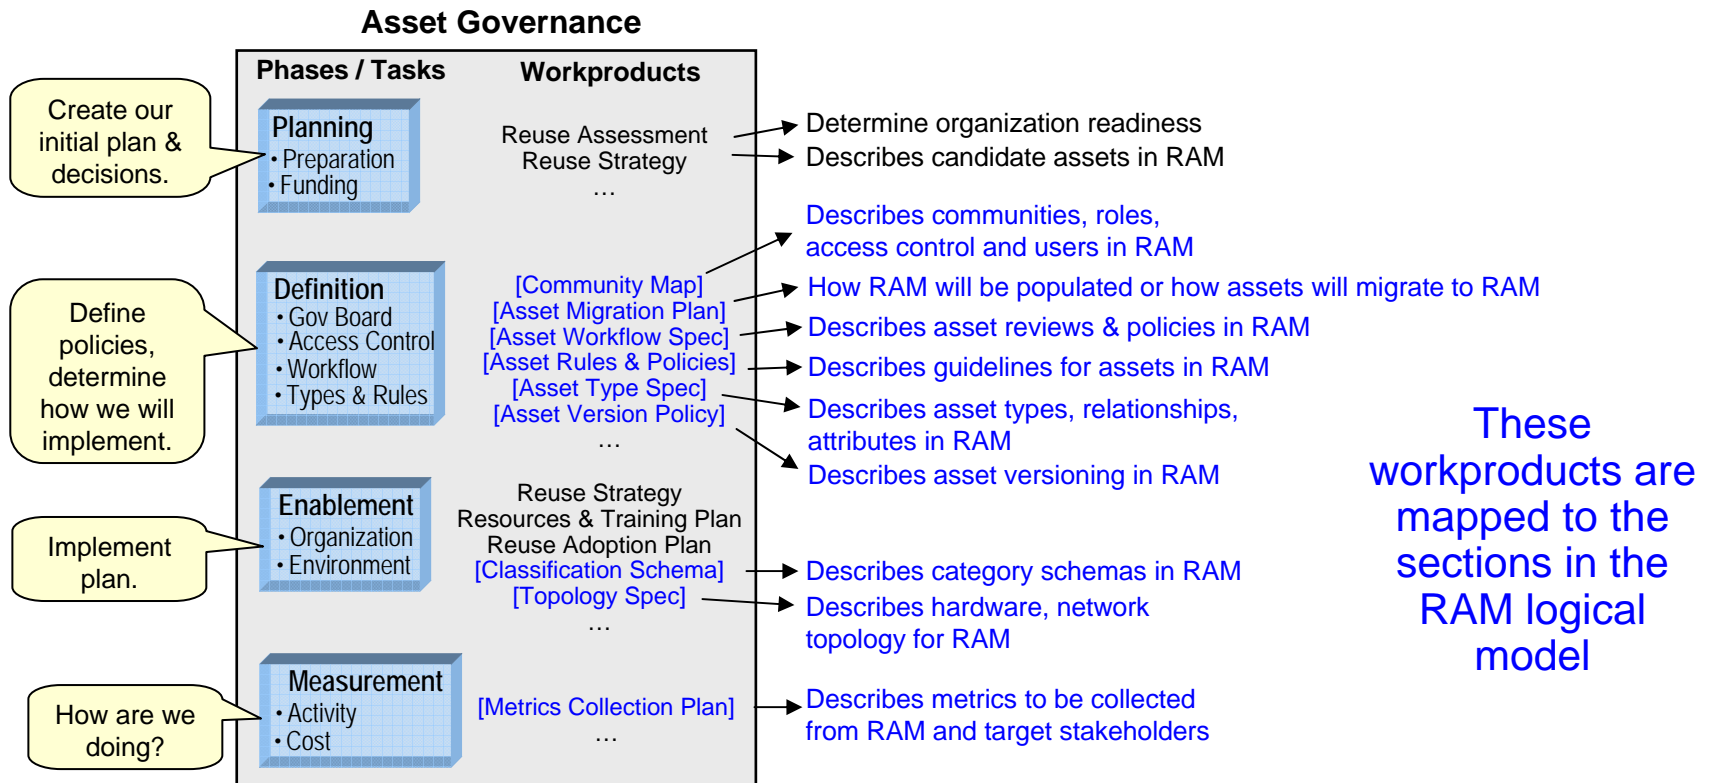 Asset Governance
Phases / Tasks
Workproducts
Create our
initial plan &
decisions.
Planning
• Preparation
• Funding
Reuse Assessment
Reuse Strategy
…
Determine organization readiness
Describes candidate assets in RAM
Define
policies,
determine
how we will
implement.
Definition
• Gov Board
• Access Control
• Workflow
• Types & Rules
[Community Map]
[Asset Migration Plan]
[Asset Workflow Spec]
[Asset Rules & Policies]
[Asset Type Spec]
[Asset Version Policy]
…
Describes communities, roles,
access control and users in RAM
How RAM will be populated or how assets will migrate to RAM
Describes asset reviews & policies in RAM
Describes guidelines for assets in RAM
Describes asset types, relationships,
attributes in RAM
Describes asset versioning in RAM
Implement
plan.
Enablement
• Organization
• Environment
Reuse Strategy
Resources & Training Plan
Reuse Adoption Plan
[Classification Schema]
[Topology Spec]
…
Describes category schemas in RAM
Describes hardware, network
topology for RAM
How are we
doing?
Measurement
• Activity
• Cost
[Metrics Collection Plan]
…
Describes metrics to be collected
from RAM and target stakeholders
These
workproducts are
mapped to the
sections in the
RAM logical
model